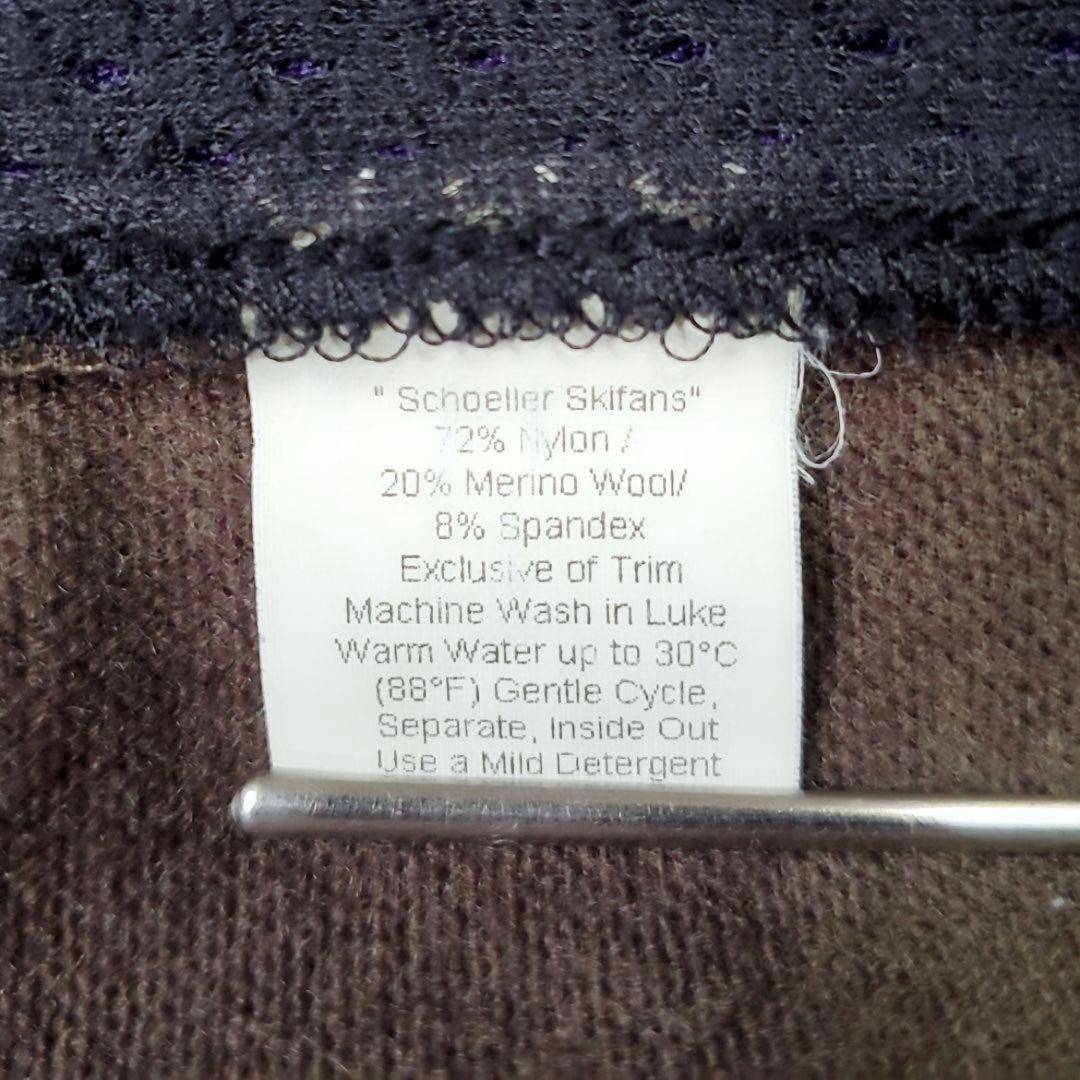 " Schoeller Skifans"
72% Nylon /
20% Merino Wool/
8% Spandex
Exclusive of Trim
Machine Wash in Luke
Warm Water up to 30°C
(88°F) Gentle Cycle,
Separate, Inside Out
Use a Mild Detergent